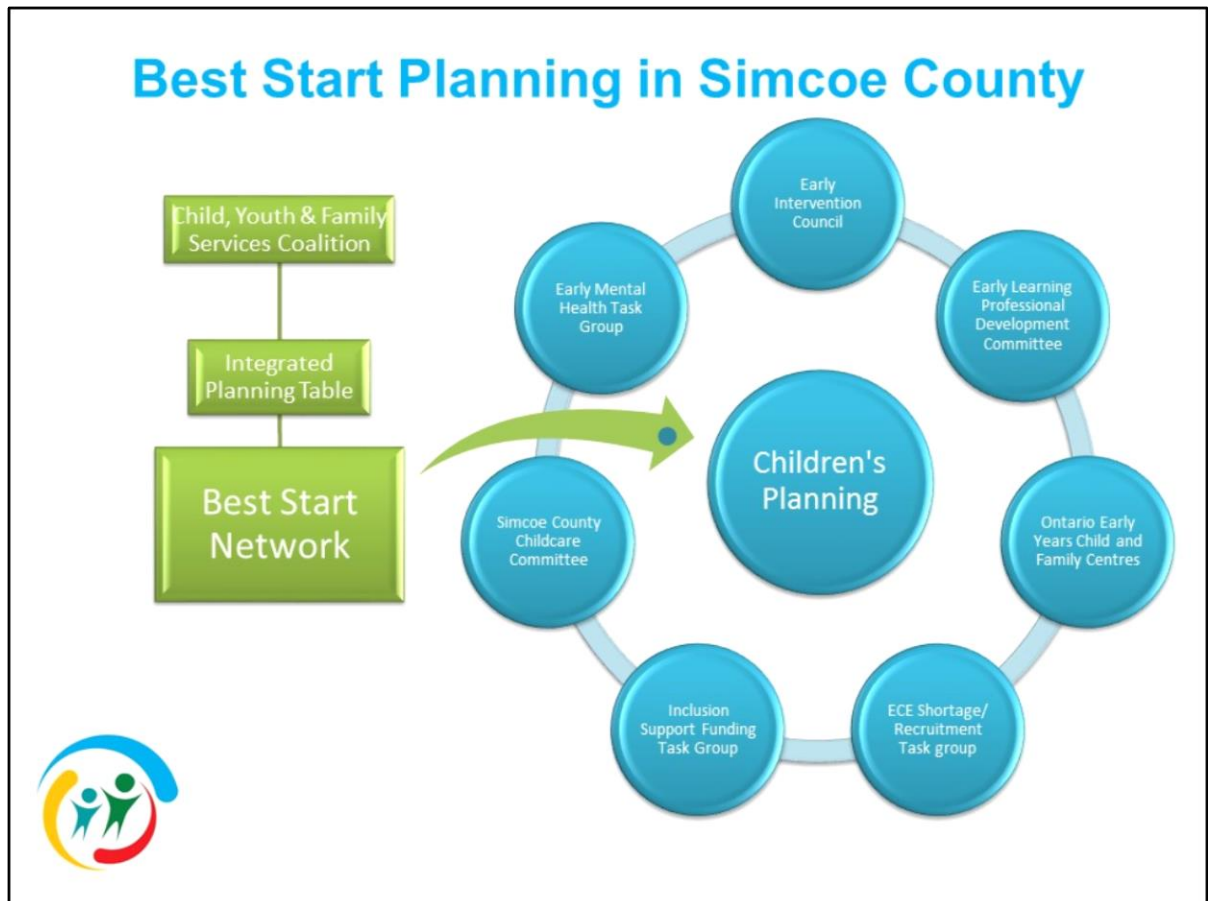 Best Start Planning in Simcoe County
Child, Youth & Family
Services Coalition
Integrated
Planning Table
Best Start
Network
Children's
Planning
Early
Intervention
Council
Early Learning
Professional
Development
Committee
Ontario Early
Years Child and
Family Centres
ECE Shortage/
Recruitment
Task group
Inclusion
Support Funding
Task Group
Simcoe County
Childcare
Committee
Early Mental
Health Task
Group